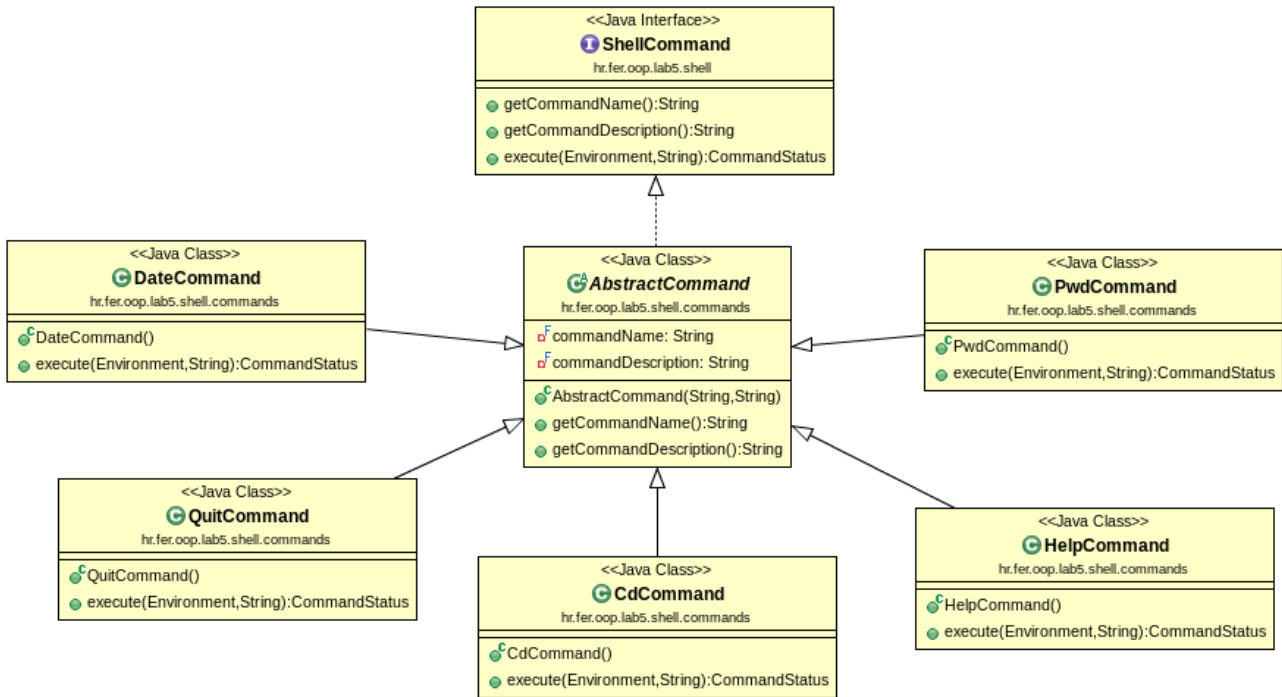 <<Java Interface>>
ShellCommand
hr.fer.oop.lab5.shell
getCommandName():String
getCommandDescription():String
execute(Environment,String):CommandStatus
<<Java Class>>
DateCommand
hr.fer.oop.lab5.shell.commands
DateCommand()
execute(Environment,String):CommandStatus
<<Java Class>>
AbstractCommand
hr.fer.oop.lab5.shell.commands
commandName: String
commandDescription: String
AbstractCommand(String,String)
getCommandName():String
getCommandDescription():String
<<Java Class>>
PwdCommand
hr.fer.oop.lab5.shell.commands
PwdCommand()
execute(Environment,String):CommandStatus
<<Java Class>>
QuitCommand
hr.fer.oop.lab5.shell.commands
QuitCommand()
execute(Environment,String):CommandStatus
<<Java Class>>
CdCommand
hr.fer.oop.lab5.shell.commands
CdCommand()
execute(Environment,String):CommandStatus
<<Java Class>>
HelpCommand
hr.fer.oop.lab5.shell.commands
HelpCommand()
execute(Environment,String):CommandStatus